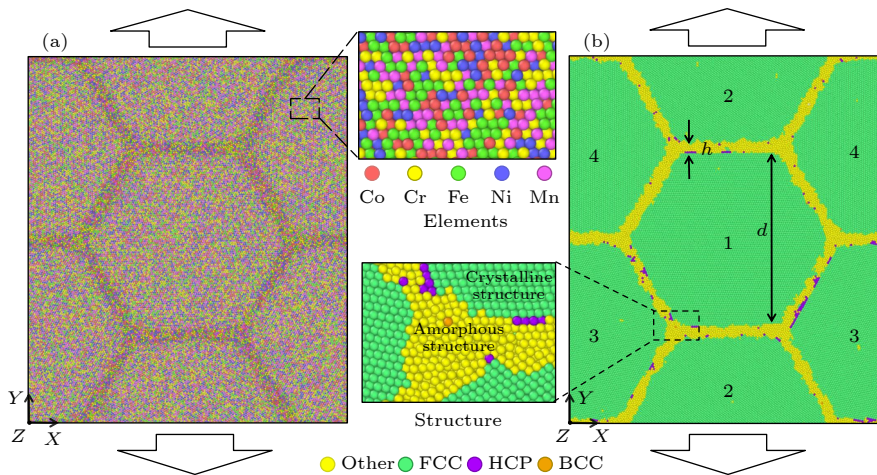 (a)
Y
Z
X
Co
Cr
Fe
Ni
Mn
Elements
Crystalline
structure
Amorphous
structure
Structure
(b)
2
4
4
h
1
d
3
3
2
Y
Z
X
Other
FCC
HCP
BCC